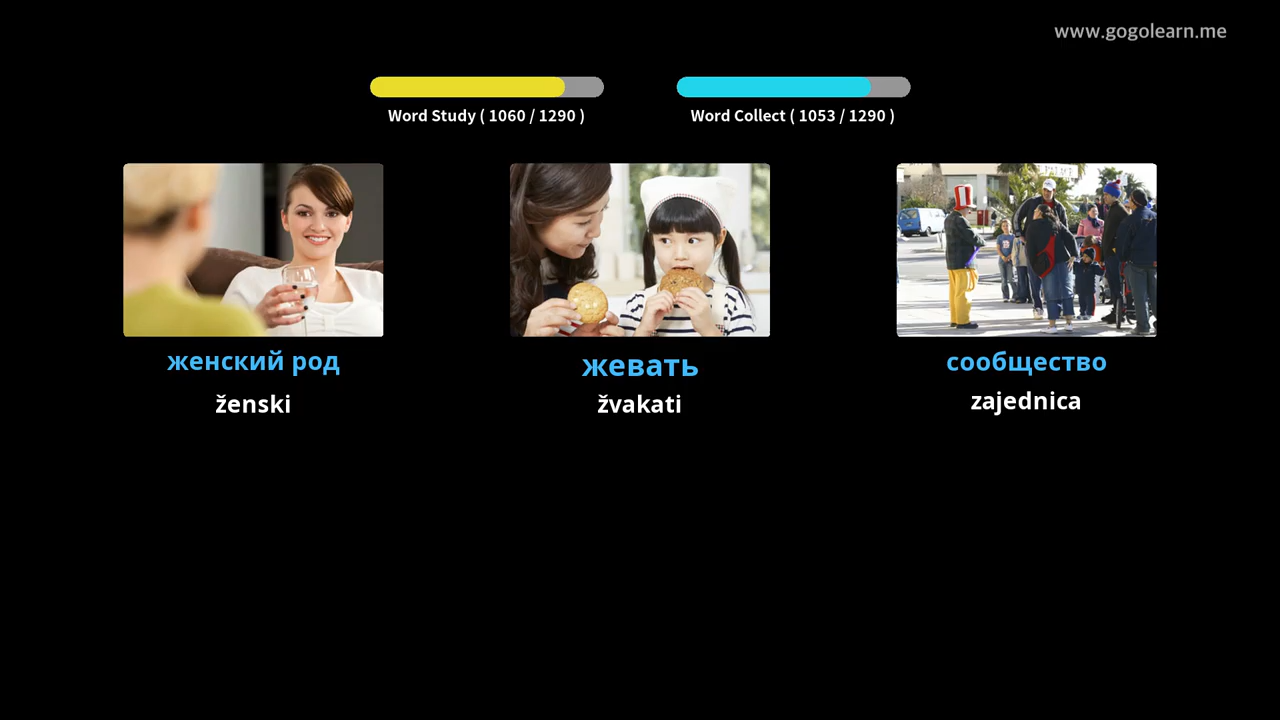 www.gogolearn.me
Word Study ( 1060 / 1290 )
Word Collect ( 1053 / 1290 )
женский род
жевать
сообщество
ženski
žvakati
zajednica